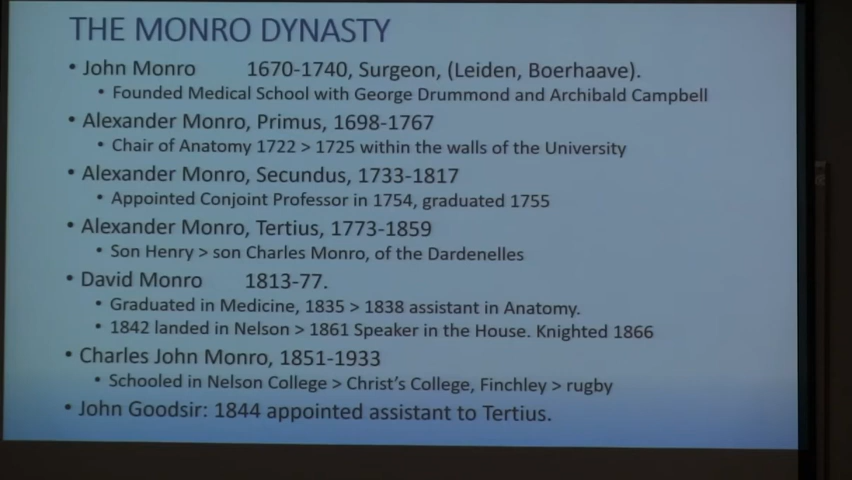 THE MONRO DYNASTY
• John Monro 1670-1740, Surgeon, (Leiden, Boerhaave).
• Founded Medical School with George Drummond and Archibald Campbell
• Alexander Monro, Primus, 1698-1767
• Chair of Anatomy 1722 > 1725 within the walls of the University
• Alexander Monro, Secundus, 1733-1817
• Appointed Conjoint Professor in 1754, graduated 1755
• Alexander Monro, Tertius, 1773-1859
• Son Henry > son Charles Monro, of the Dardenelles
• David Monro 1813-77.
• Graduated in Medicine, 1835 > 1838 assistant in Anatomy.
• 1842 landed in Nelson > 1861 Speaker in the House. Knighted 1866
• Charles John Monro, 1851-1933
• Schooled in Nelson College > Christ's College, Finchley > rugby
• John Goodsir: 1844 appointed assistant to Tertius.